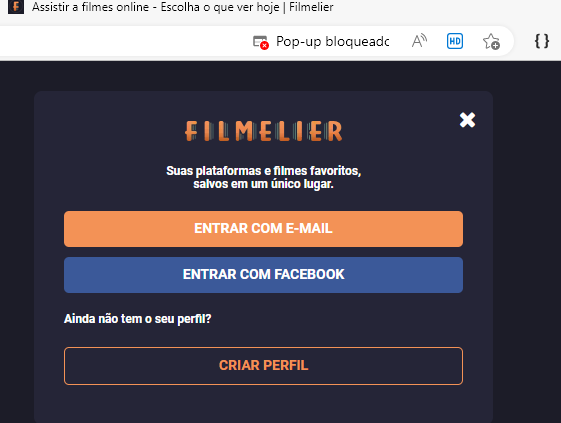 Assistir a filmes online - Escolha o que ver hoje | Filmelier
Pop-up bloqueado
HD
FILMELIER
Suas plataformas e filmes favoritos,
salvos em um único lugar.
ENTRAR COM E-MAIL
ENTRAR COM FACEBOOK
Ainda não tem o seu perfil?
CRIAR PERFIL